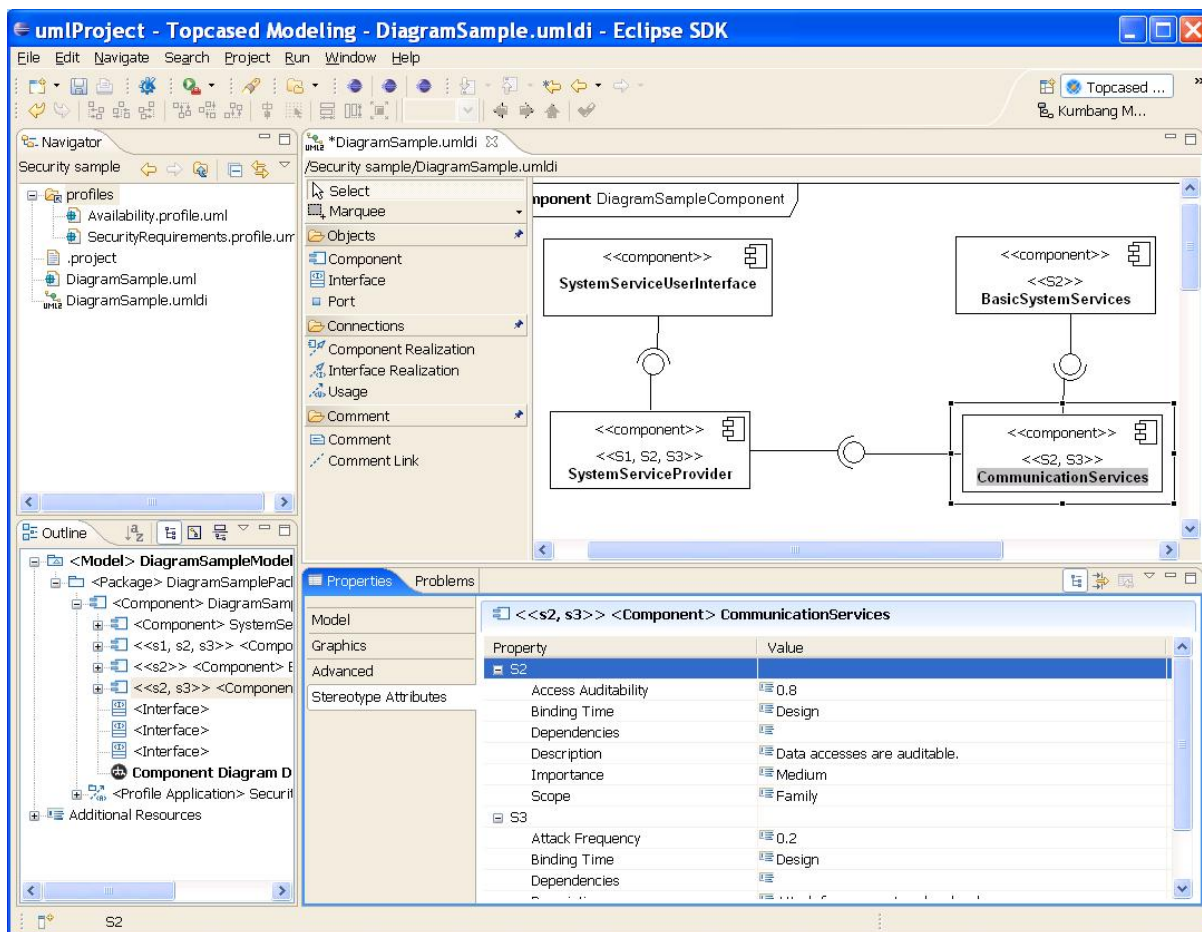 umlProject - Topcased Modeling - DiagramSample.umldi - Eclipse SDK
File Edit Navigate Search Project Run Window Help
Topcased ...
Kumbang M...
Navigator
Security sample
profiles
Availability.profile.uml
SecurityRequirements.profile.um
.project
DiagramSample.uml
DiagramSample.umldi
*DiagramSample.umldi
/Security sample/DiagramSample.umldi
Select
Marquee
Objects
Component
Interface
Port
Connections
Component Realization
Interface Realization
Usage
Comment
Comment
Comment Link
mponent DiagramSampleComponent
<<component>>
SystemServiceUserInterface
<<component>>
<<S2>>
BasicSystemServices
<<component>>
<<S1, S2, S3>>
SystemServiceProvider
<<component>>
<<S2, S3>>
CommunicationServices
Outline
<Model> DiagramSampleModel
<Package> DiagramSamplePacl
<Component> DiagramSamp
<Component> SystemSe
<<s1, s2, s3>> <Compo
<<s2>> <Component> B
<<s2, s3>> <Componen
<Interface>
<Interface>
<Interface>
Component Diagram D
<Profile Application> Securit
Additional Resources
Properties Problems
Model
Graphics
Advanced
Stereotype Attributes
<<s2, s3>> <Component> CommunicationServices
Property Value
S2
Access Auditability 0.8
Binding Time Design
Dependencies
Description Data accesses are auditable.
Importance Medium
Scope Family
S3
Attack Frequency 0.2
Binding Time Design
Dependencies
S2